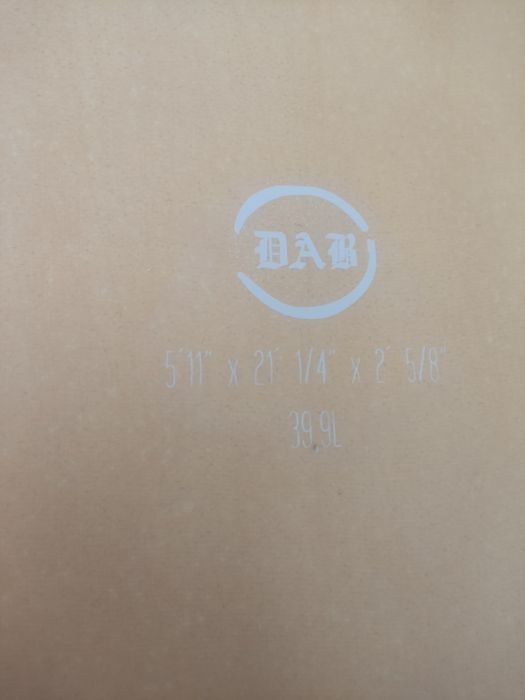 DAB
5'11" x 21' 1/4" x 2' 5/8"
39,9L